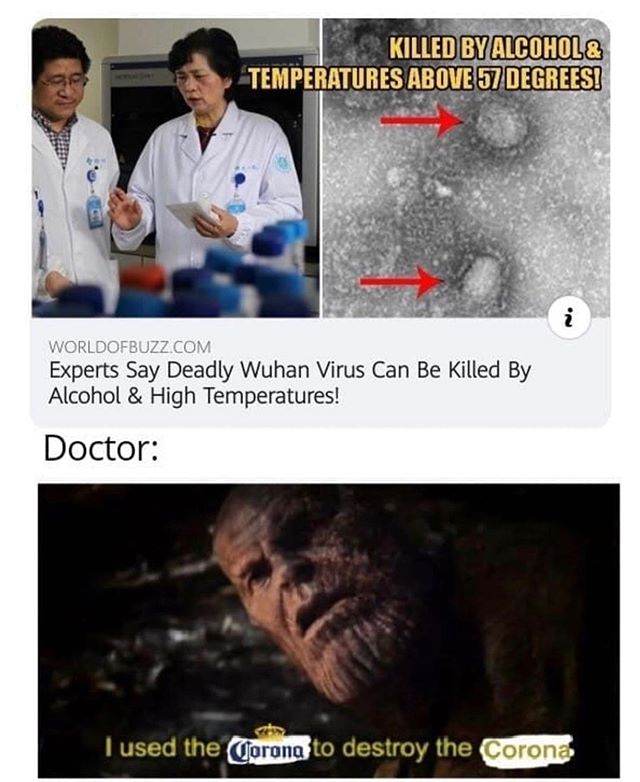 KILLED BY ALCOHOL &
TEMPERATURES ABOVE 57 DEGREES!
i
WORLDOFBUZZ.COM
Experts Say Deadly Wuhan Virus Can Be Killed By
Alcohol & High Temperatures!
Doctor:
I used the Corona to destroy the Corona